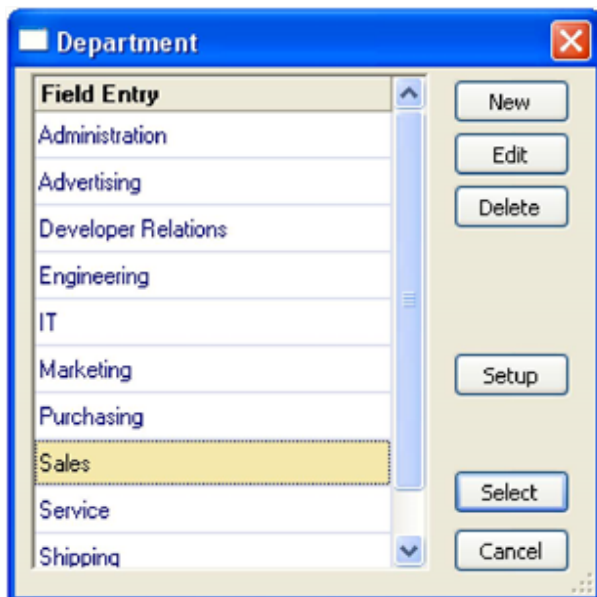 Department
Field Entry
Administration
Advertising
Developer Relations
Engineering
IT
Marketing
Purchasing
Sales
Service
Shipping
New
Edit
Delete
Setup
Select
Cancel